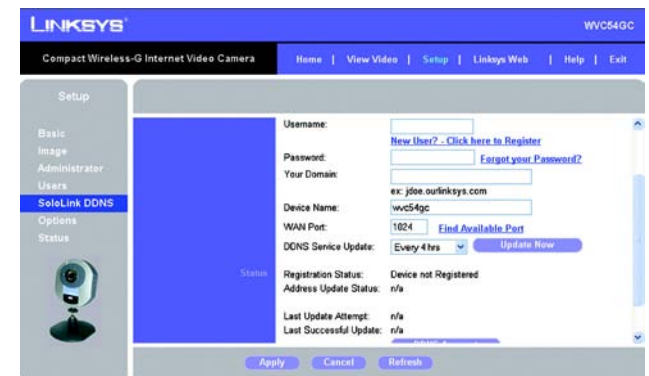 LINKSYS
WVC54GC
Compact Wireless-G Internet Video Camera
Home | View Video | Setup | Linksys Web | Help | Exit
Setup
Basic
Image
Administrator
Users
SoloLink DDNS
Options
Status
Username:
New User? - Click here to Register
Password:
Forgot your Password?
Your Domain:
ex: jdoe.ourlinksys.com
Device Name: wvc54gc
WAN Port: 1024 Find Available Port
DDNS Service Update: Every 4 hrs Update Now
Status
Registration Status: Device not Registered
Address Update Status: n/a
Last Update Attempt: n/a
Last Successful Update: n/a
Apply Cancel Refresh